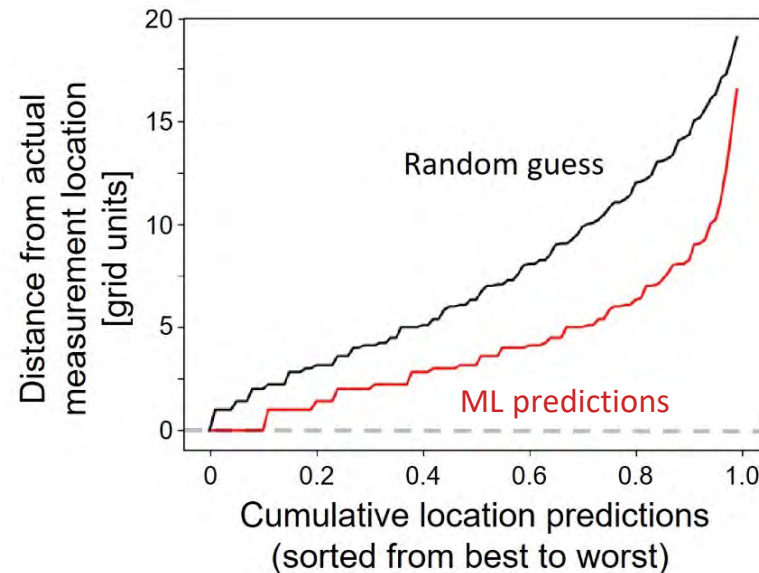 Distance from actual
measurement location
[grid units]
20
15
10
5
0
Random guess
ML predictions
0
0.2
0.4
0.6
0.8
1.0
Cumulative location predictions
(sorted from best to worst)